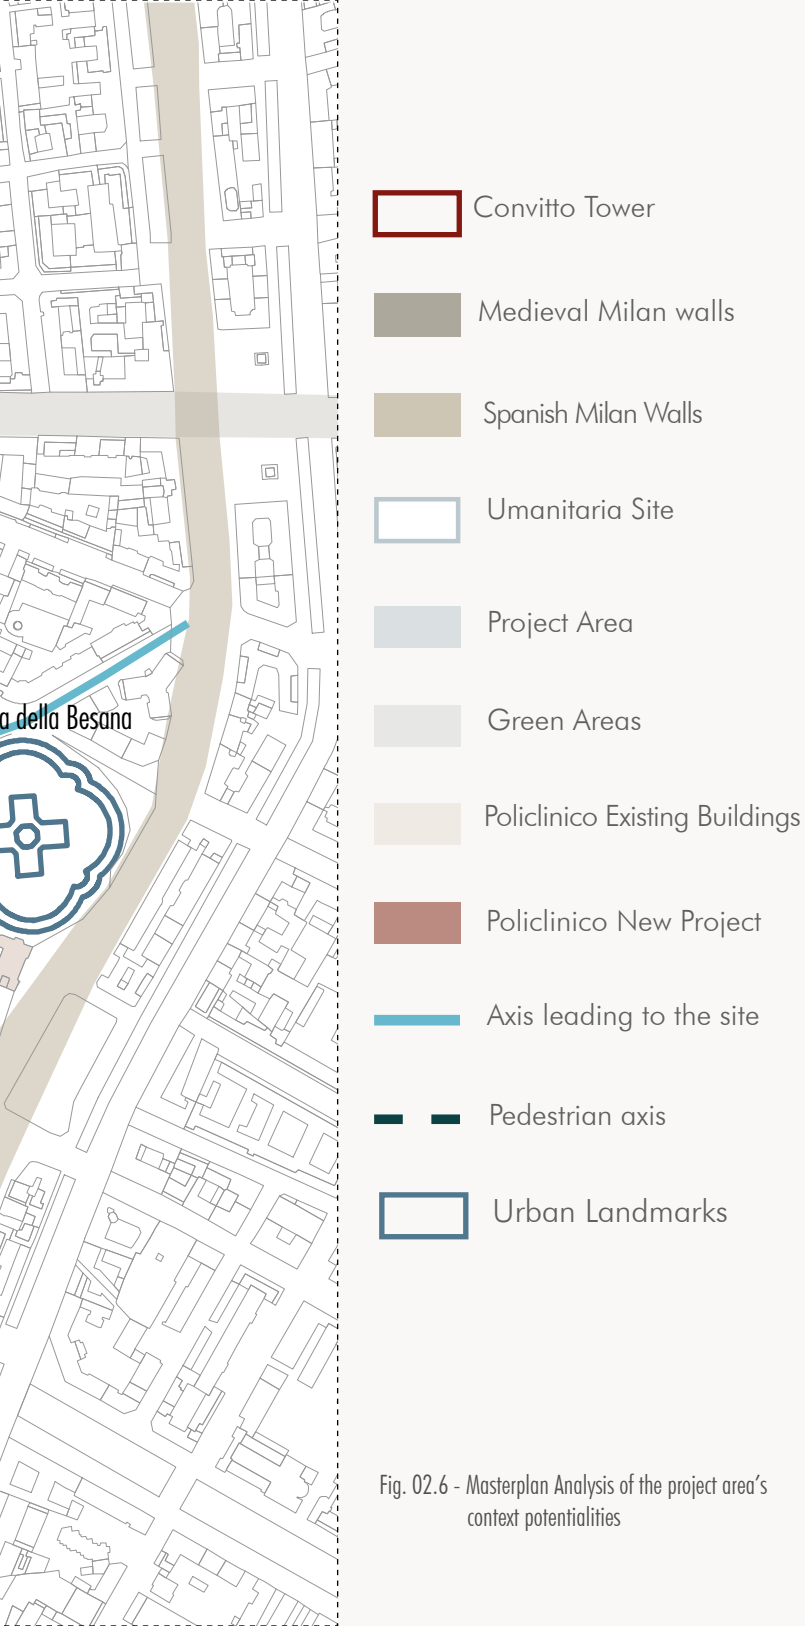 Convitto Tower
Medieval Milan walls
Spanish Milan Walls
Umanitaria Site
Project Area
Green Areas
a della Besana
Policlinico Existing Buildings
Policlinico New Project
Axis leading to the site
Pedestrian axis
Urban Landmarks
Fig. 02.6 - Masterplan Analysis of the project area's
context potentialities